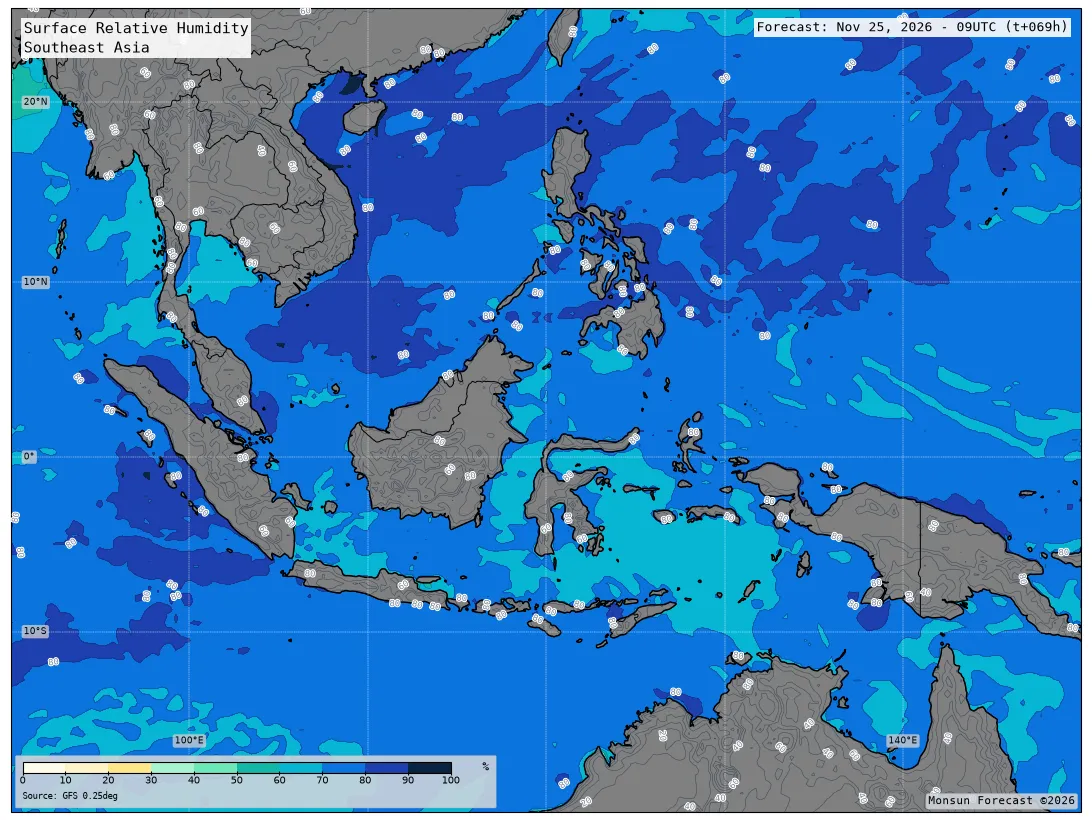 Surface Relative Humidity
Southeast Asia
Forecast: Nov 25, 2026 - 09UTC (t+069h)
20°N
10°N
0°
10°S
100°E
140°E
0 10 20 30 40 50 60 70 80 90 100 %
Source: GFS 0.25deg
Monsun Forecast ©2026